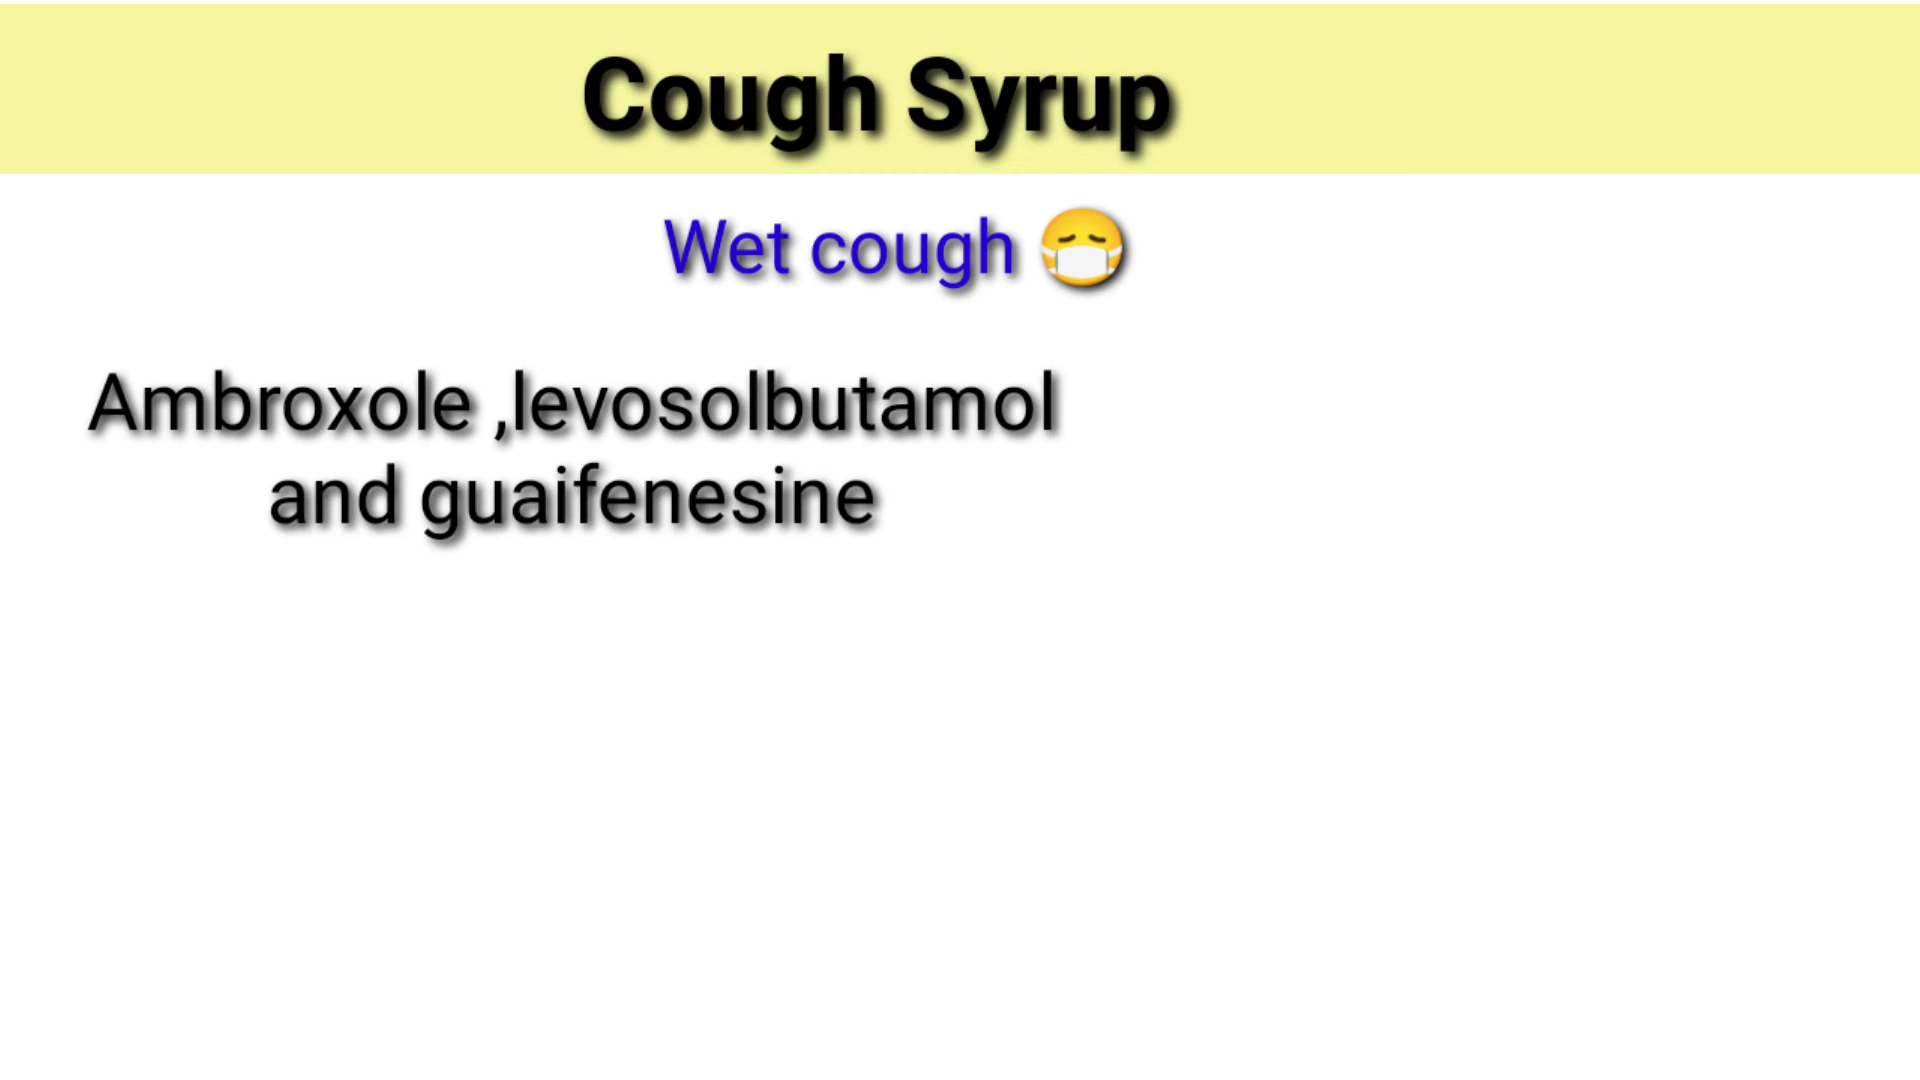 Cough Syrup
Wet cough 😷
Ambroxole ,levosolbutamol
and guaifenesine